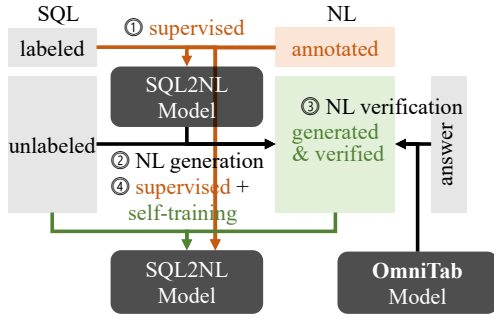 SQL
NL
① supervised
labeled
annotated
SQL2NL
Model
③ NL verification
unlabeled
generated
& verified
answer
② NL generation
④ supervised +
self-training
SQL2NL
Model
OmniTab
Model